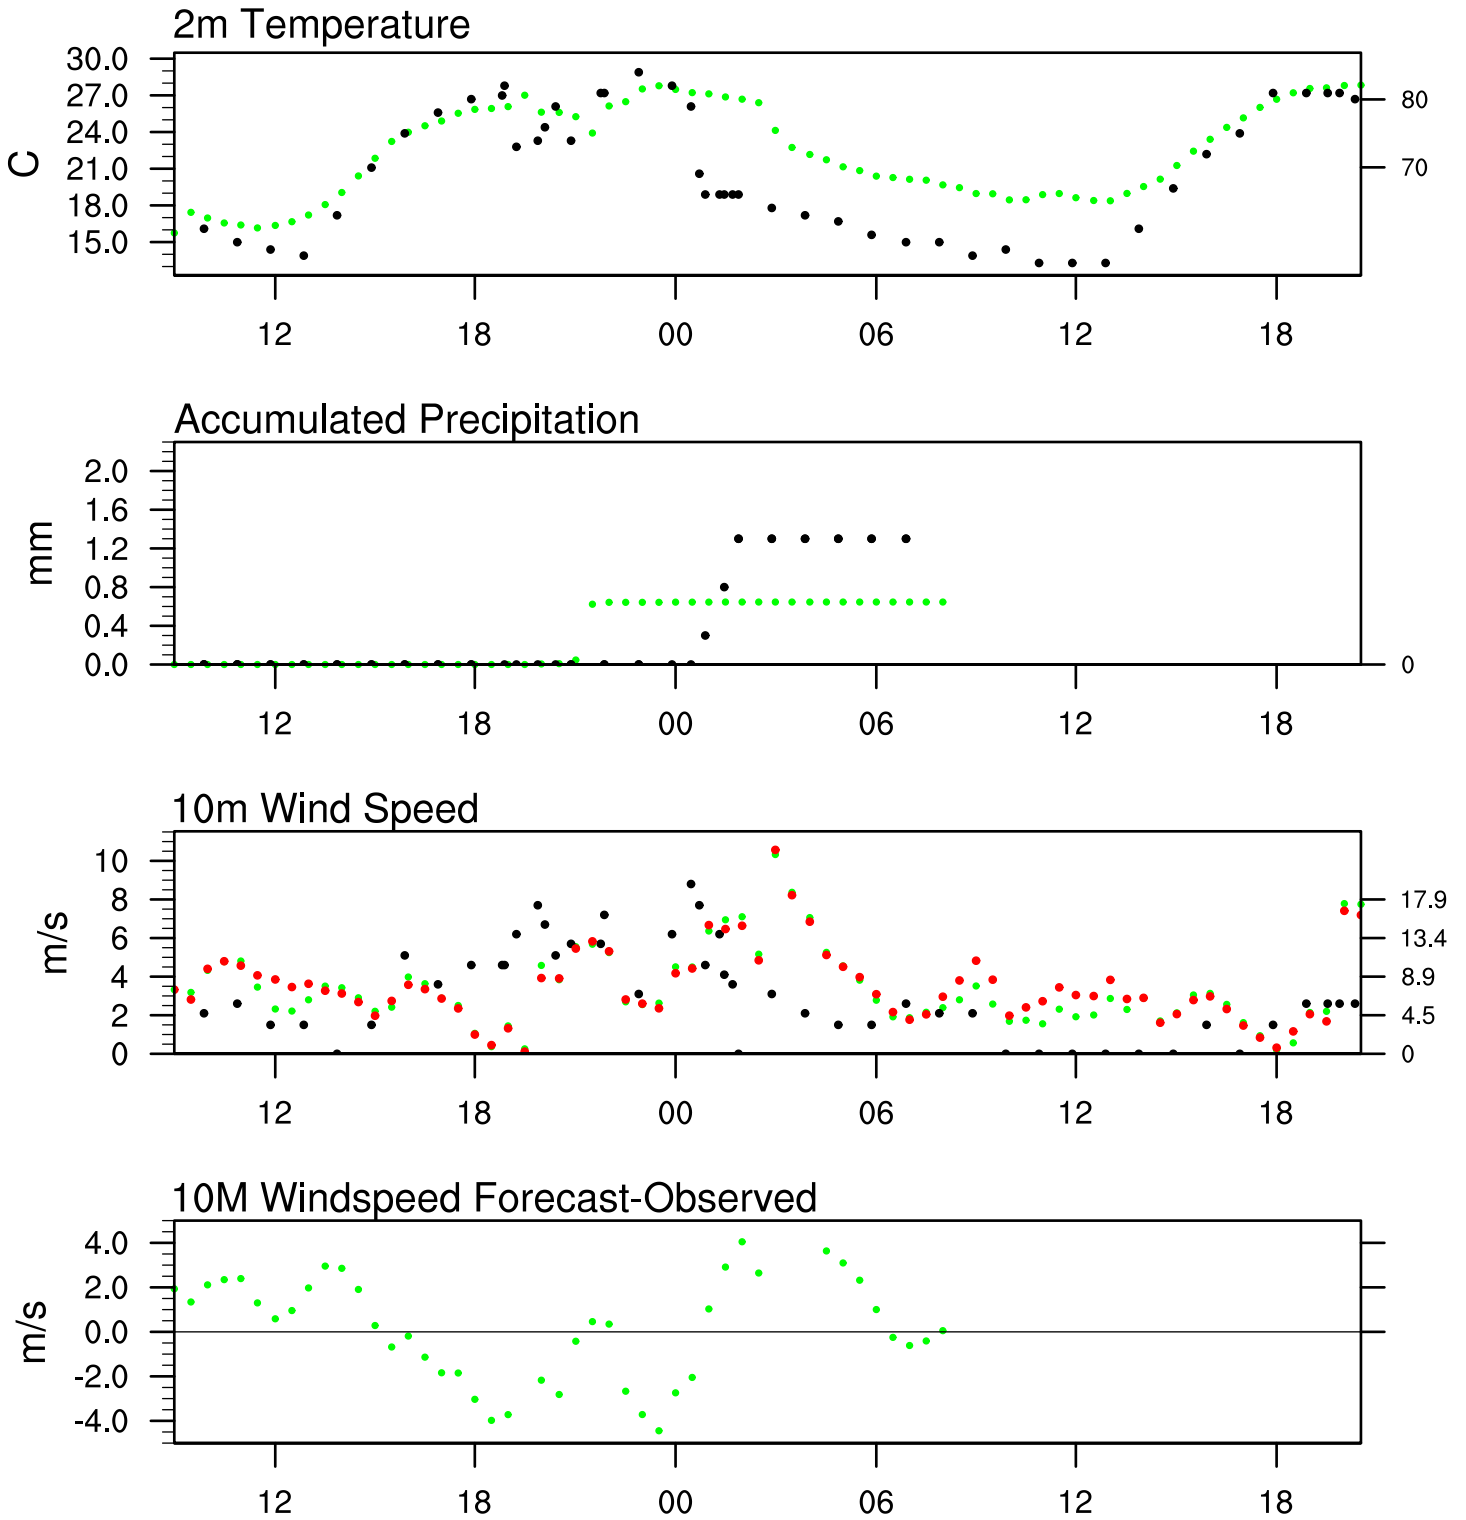 2m Temperature
30.0
27.0
24.0
21.0
18.0
15.0
C
80
70
12 18 00 06 12 18
Accumulated Precipitation
2.0
1.6
1.2
0.8
0.4
0.0
mm
0
12 18 00 06 12 18
10m Wind Speed
10
8
6
4
2
0
m/s
17.9
13.4
8.9
4.5
0
12 18 00 06 12 18
10M Windspeed Forecast-Observed
4.0
2.0
0.0
-2.0
-4.0
m/s
12 18 00 06 12 18